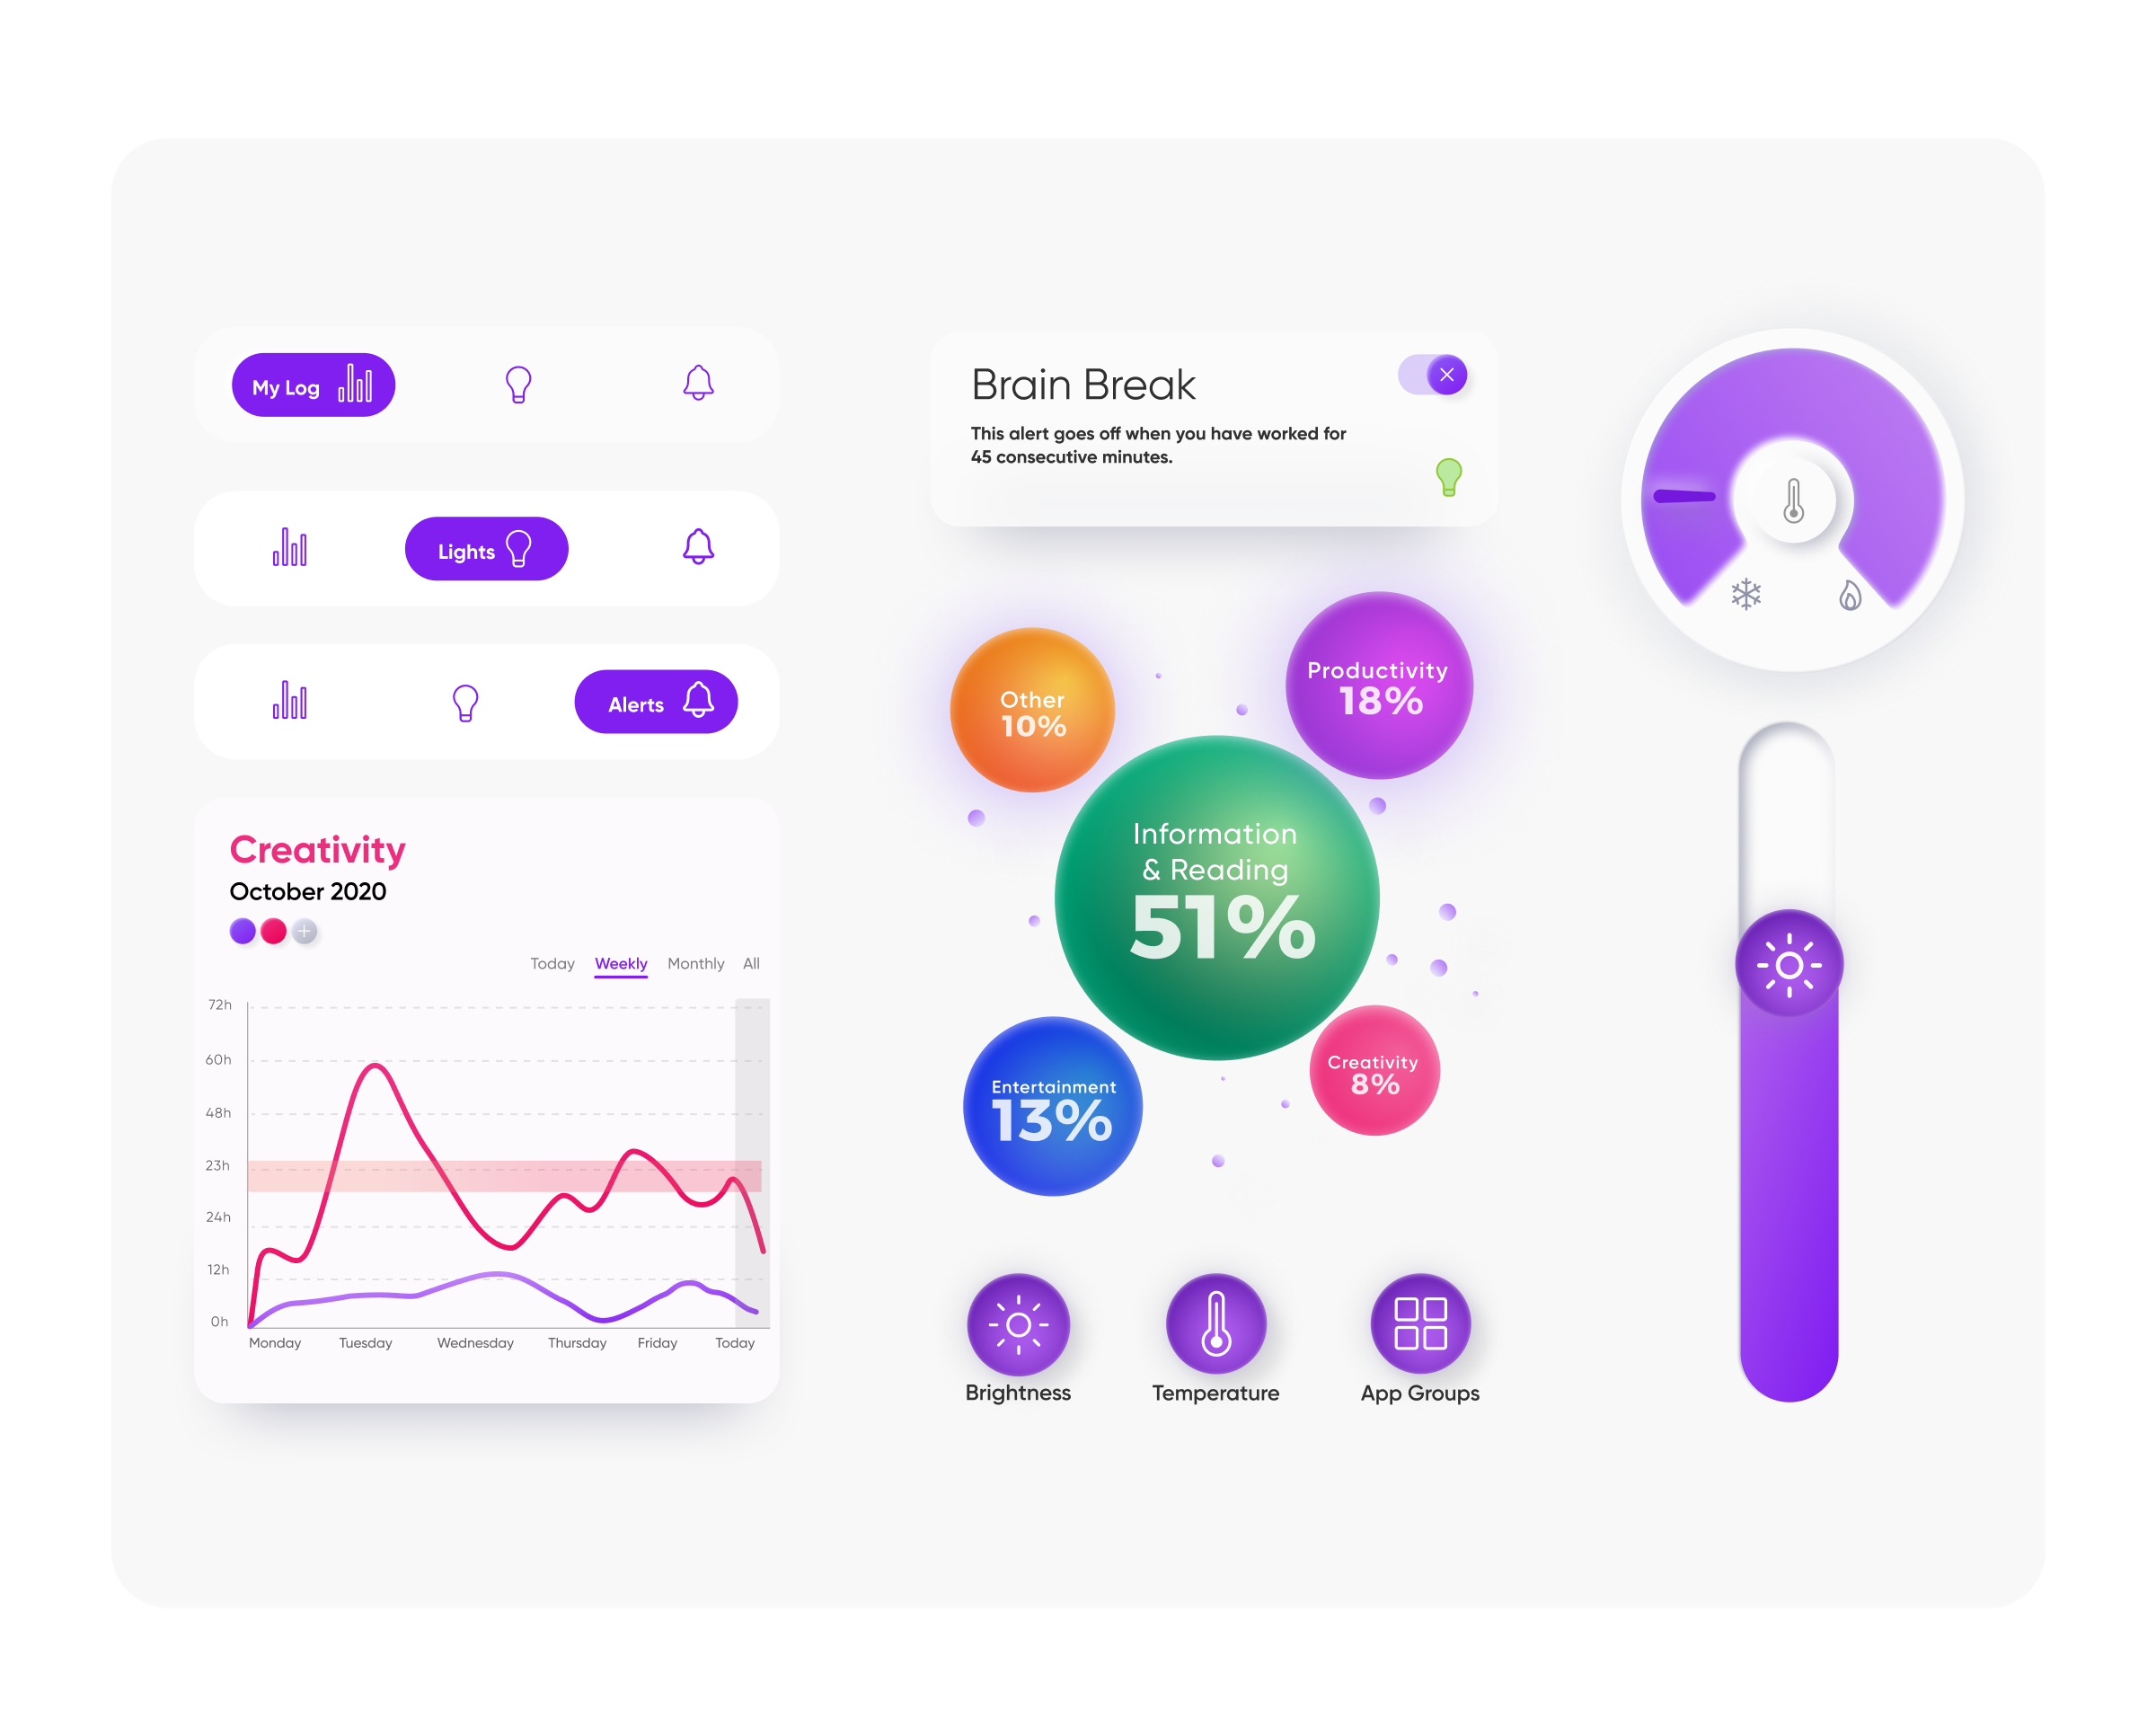 My Log
Lights
Alerts
Creativity
October 2020
Today Weekly Monthly All
72h
60h
48h
23h
24h
12h
0h
Monday Tuesday Wednesday Thursday Friday Today
Brain Break
This alert goes off when you have worked for
45 consecutive minutes.
Other
10%
Productivity
18%
Information
& Reading
51%
Entertainment
13%
Creativity
8%
Brightness
Temperature
App Groups